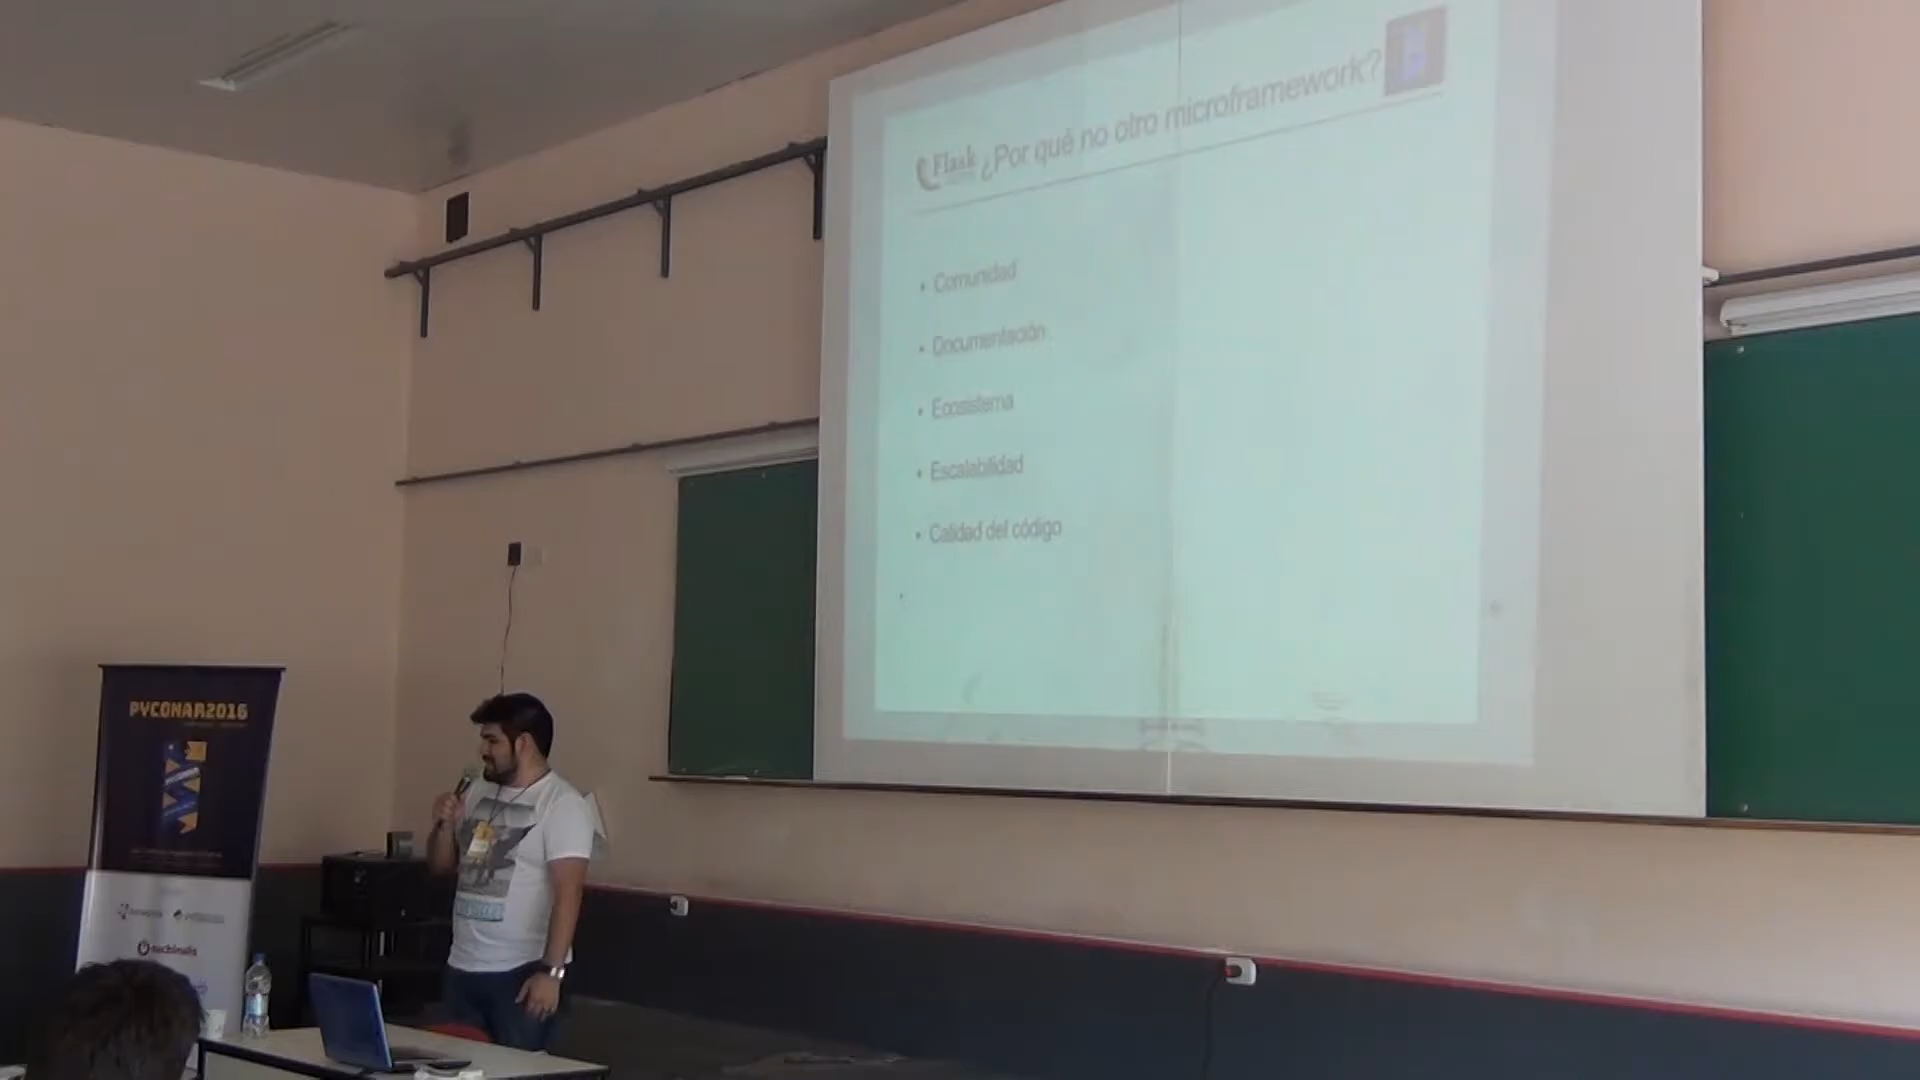 Flask ¿Por qué no otro microframework?
• Comunidad
• Documentación
• Ecosistema
• Escalabilidad
• Calidad del código
PYCONAR2016